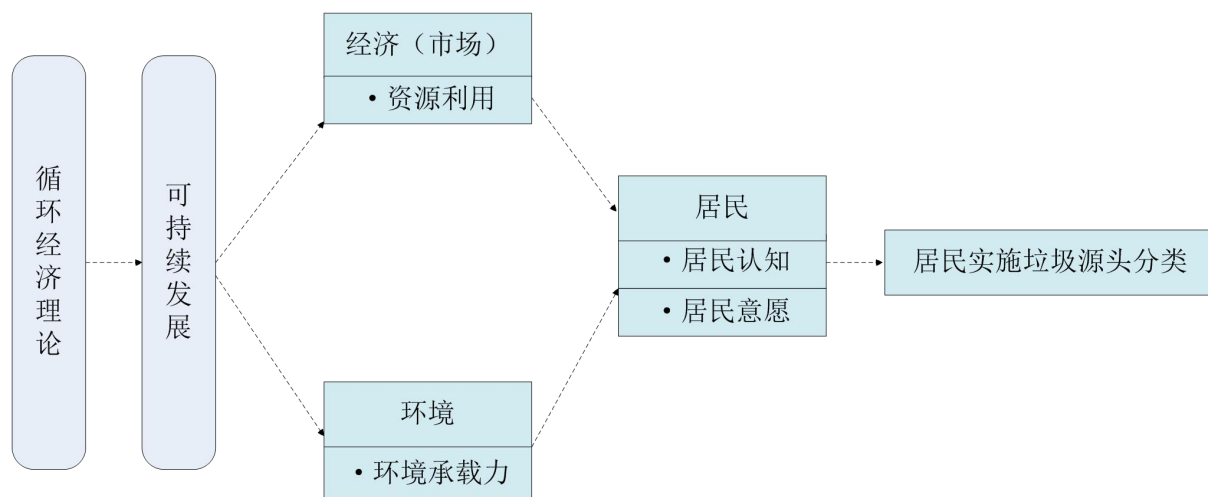 循环经济理论
可持续发展
经济（市场）
•资源利用
环境
•环境承载力
居民
•居民认知
•居民意愿
居民实施垃圾源头分类